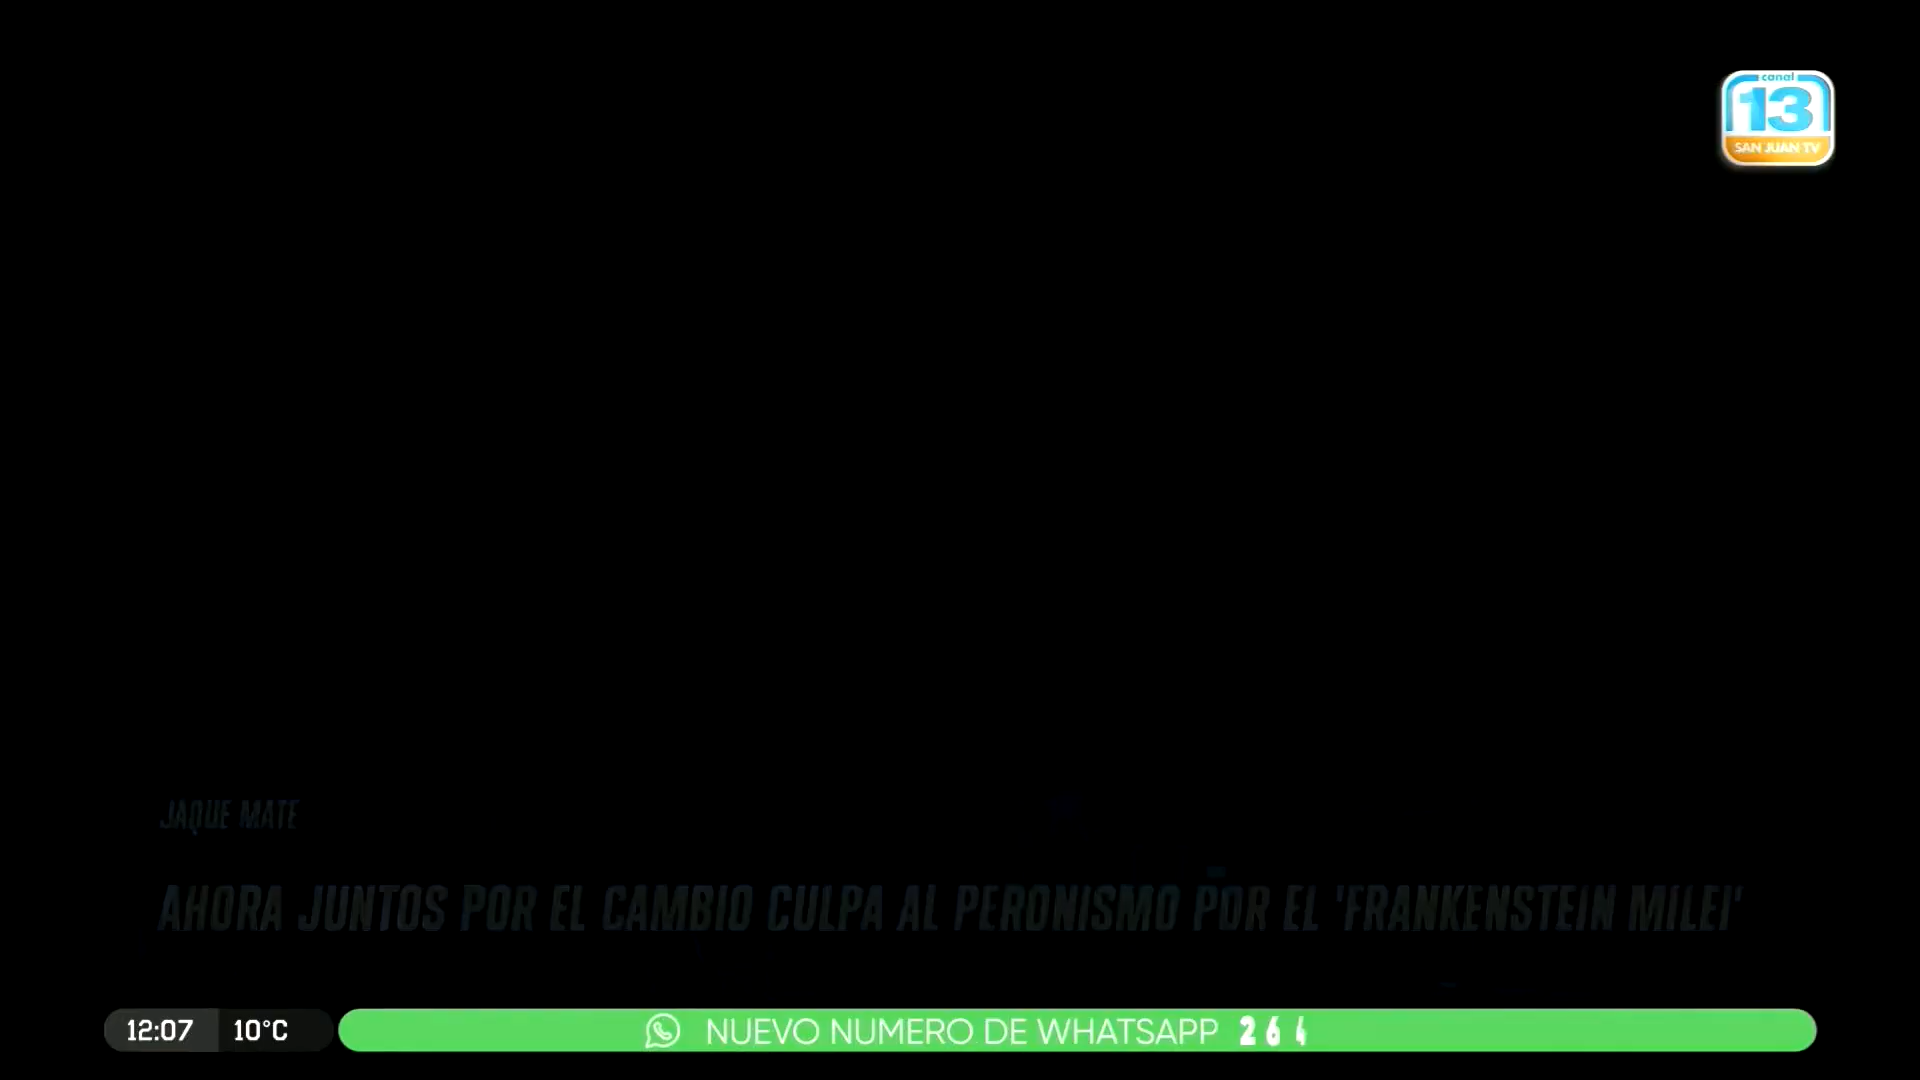 canal
13
SAN JUAN TV
JAQUE MATE
AHORA JUNTOS POR EL CAMBIO CULPA AL PERONISMO POR EL 'FRANKENSTEIN MILEI'
12:07 10°C NUEVO NUMERO DE WHATSAPP 264